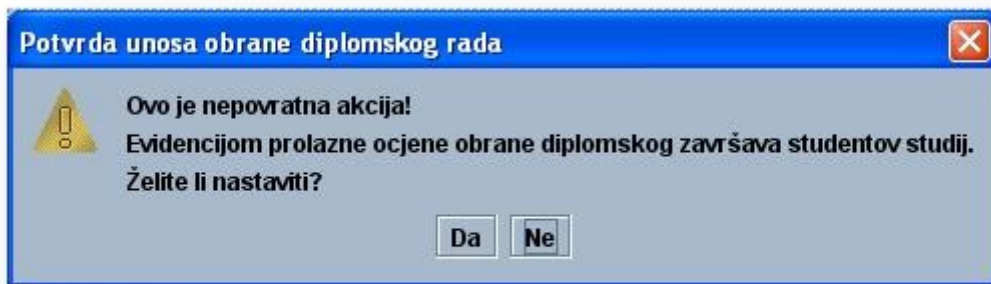 Potvrda unosa obrane diplomskog rada
Ovo je nepovratna akcija!
Evidencijom prolazne ocjene obrane diplomskog završava studentov studij.
Želite li nastaviti?
Da Ne